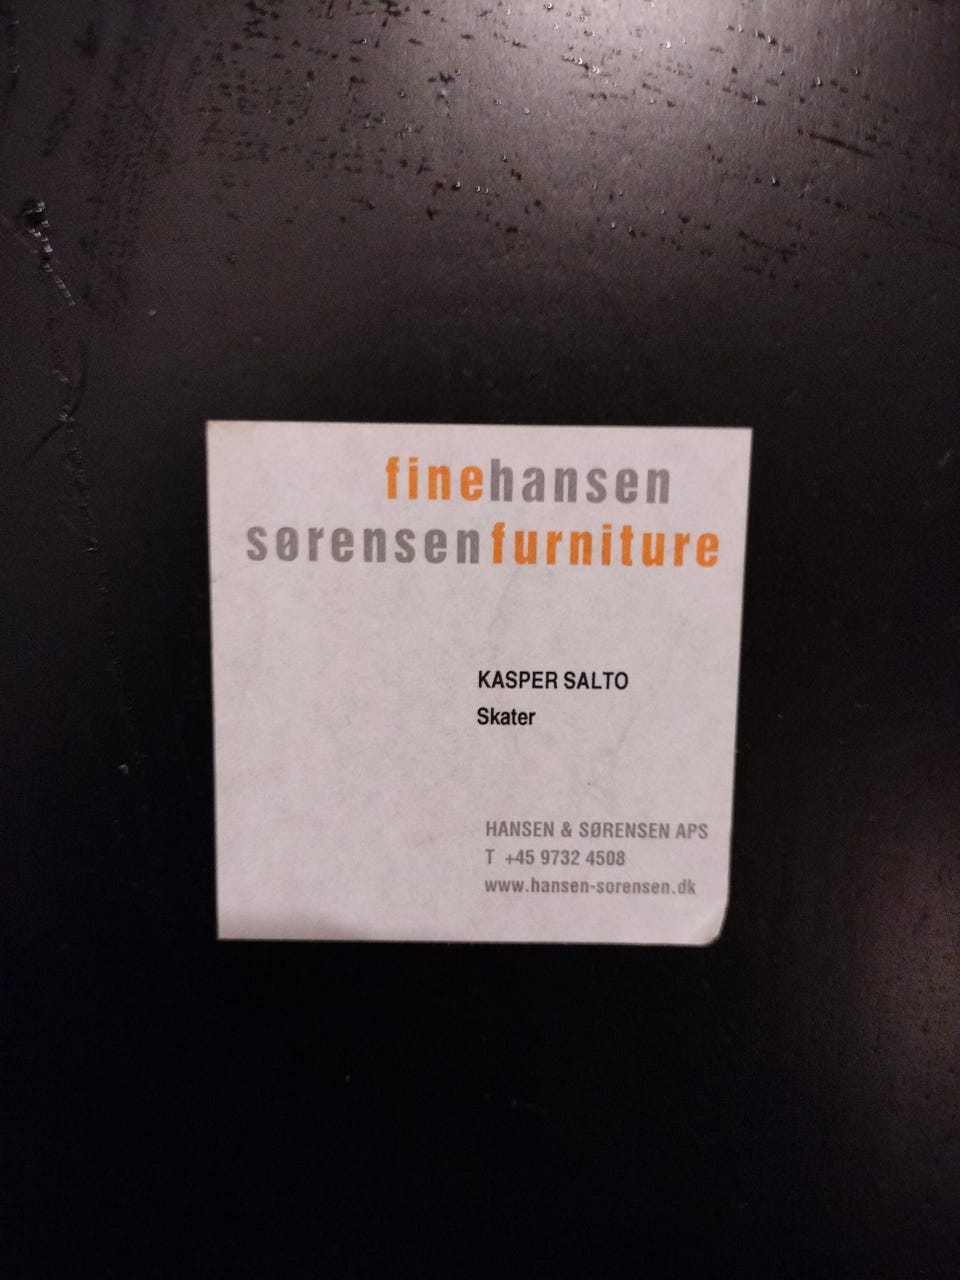 finehansen
sørensenfurniture
KASPER SALTO
Skater
HANSEN & SØRENSEN APS
T +45 9732 4508
www.hansen-sorensen.dk